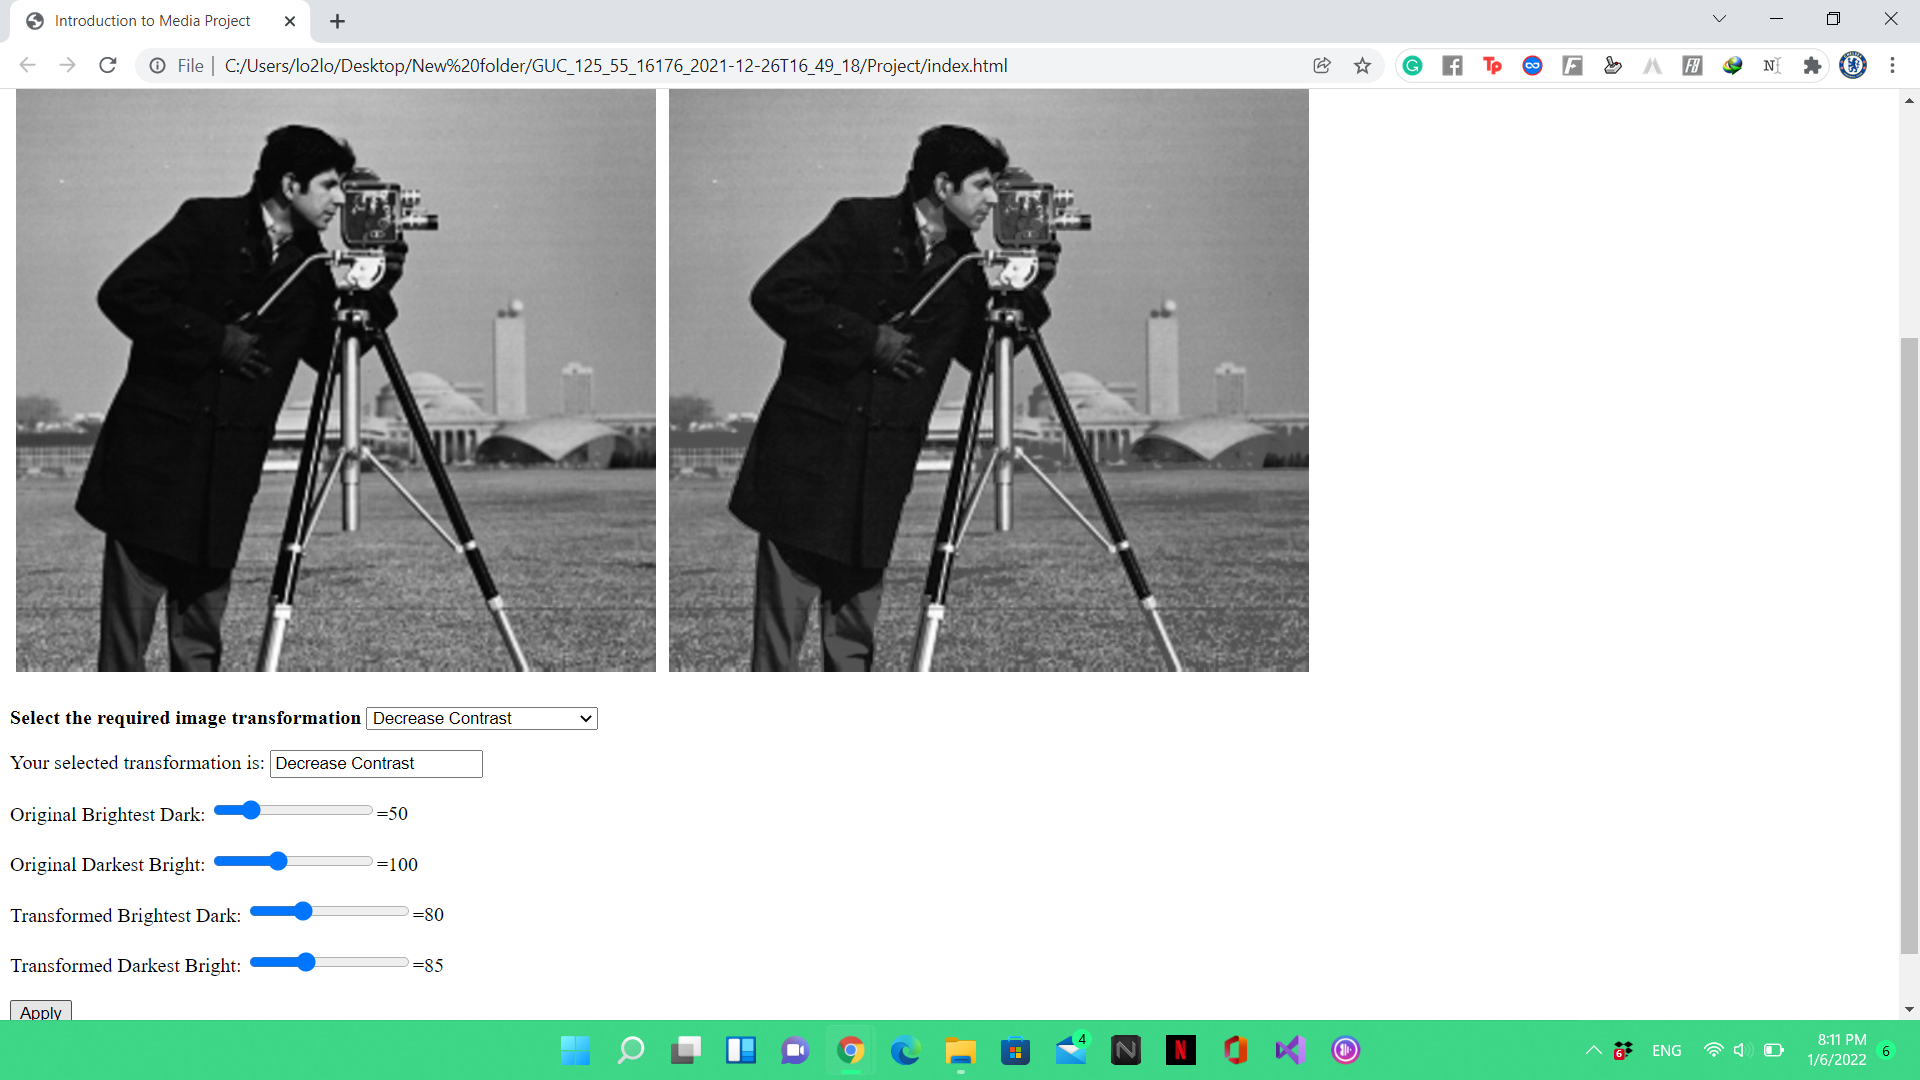 Introduction to Media Project
File | C:/Users/lo2lo/Desktop/New%20folder/GUC_125_55_16176_2021-12-26T16_49_18/Project/index.html
Select the required image transformation Decrease Contrast
Your selected transformation is: Decrease Contrast
Original Brightest Dark: =50
Original Darkest Bright: =100
Transformed Brightest Dark: =80
Transformed Darkest Bright: =85
Apply
4
6 ENG 8:11 PM
1/6/2022 6